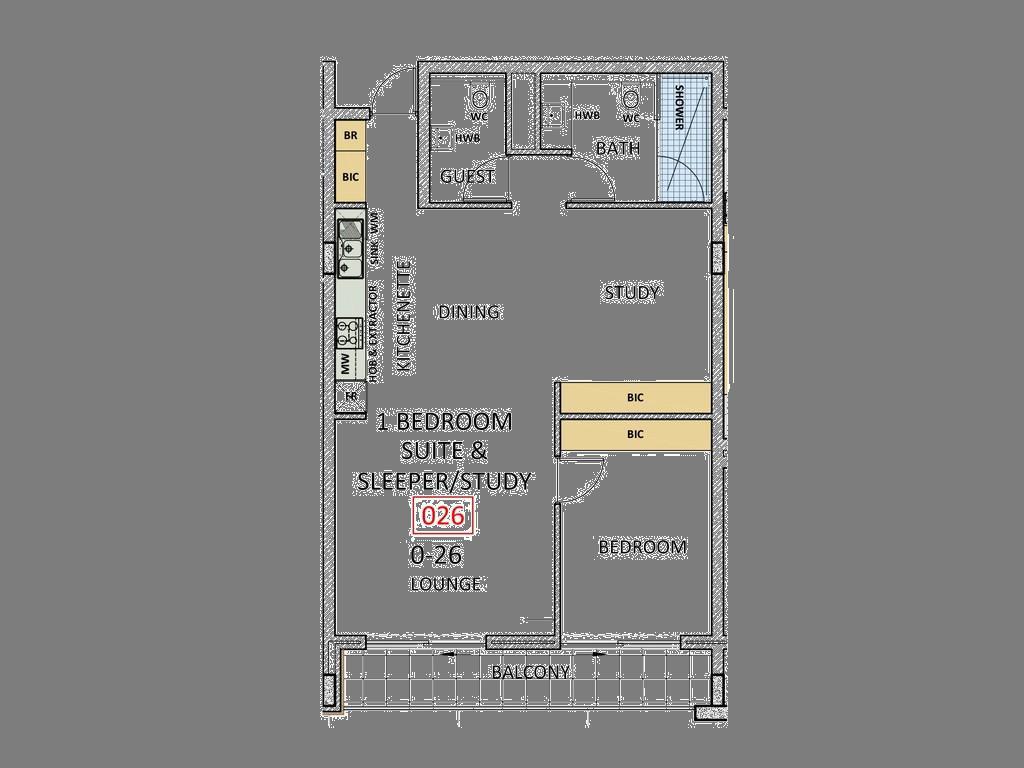 WC
HWB
GUEST
HWB
WC
BATH
SHOWER
BR
BIC
SINK WM
HOB & EXTRACTOR
MW
FR
KITCHENETTE
DINING
STUDY
BIC
BIC
1 BEDROOM
SUITE &
SLEEPER/STUDY
026
0-26
LOUNGE
BEDROOM
BALCONY